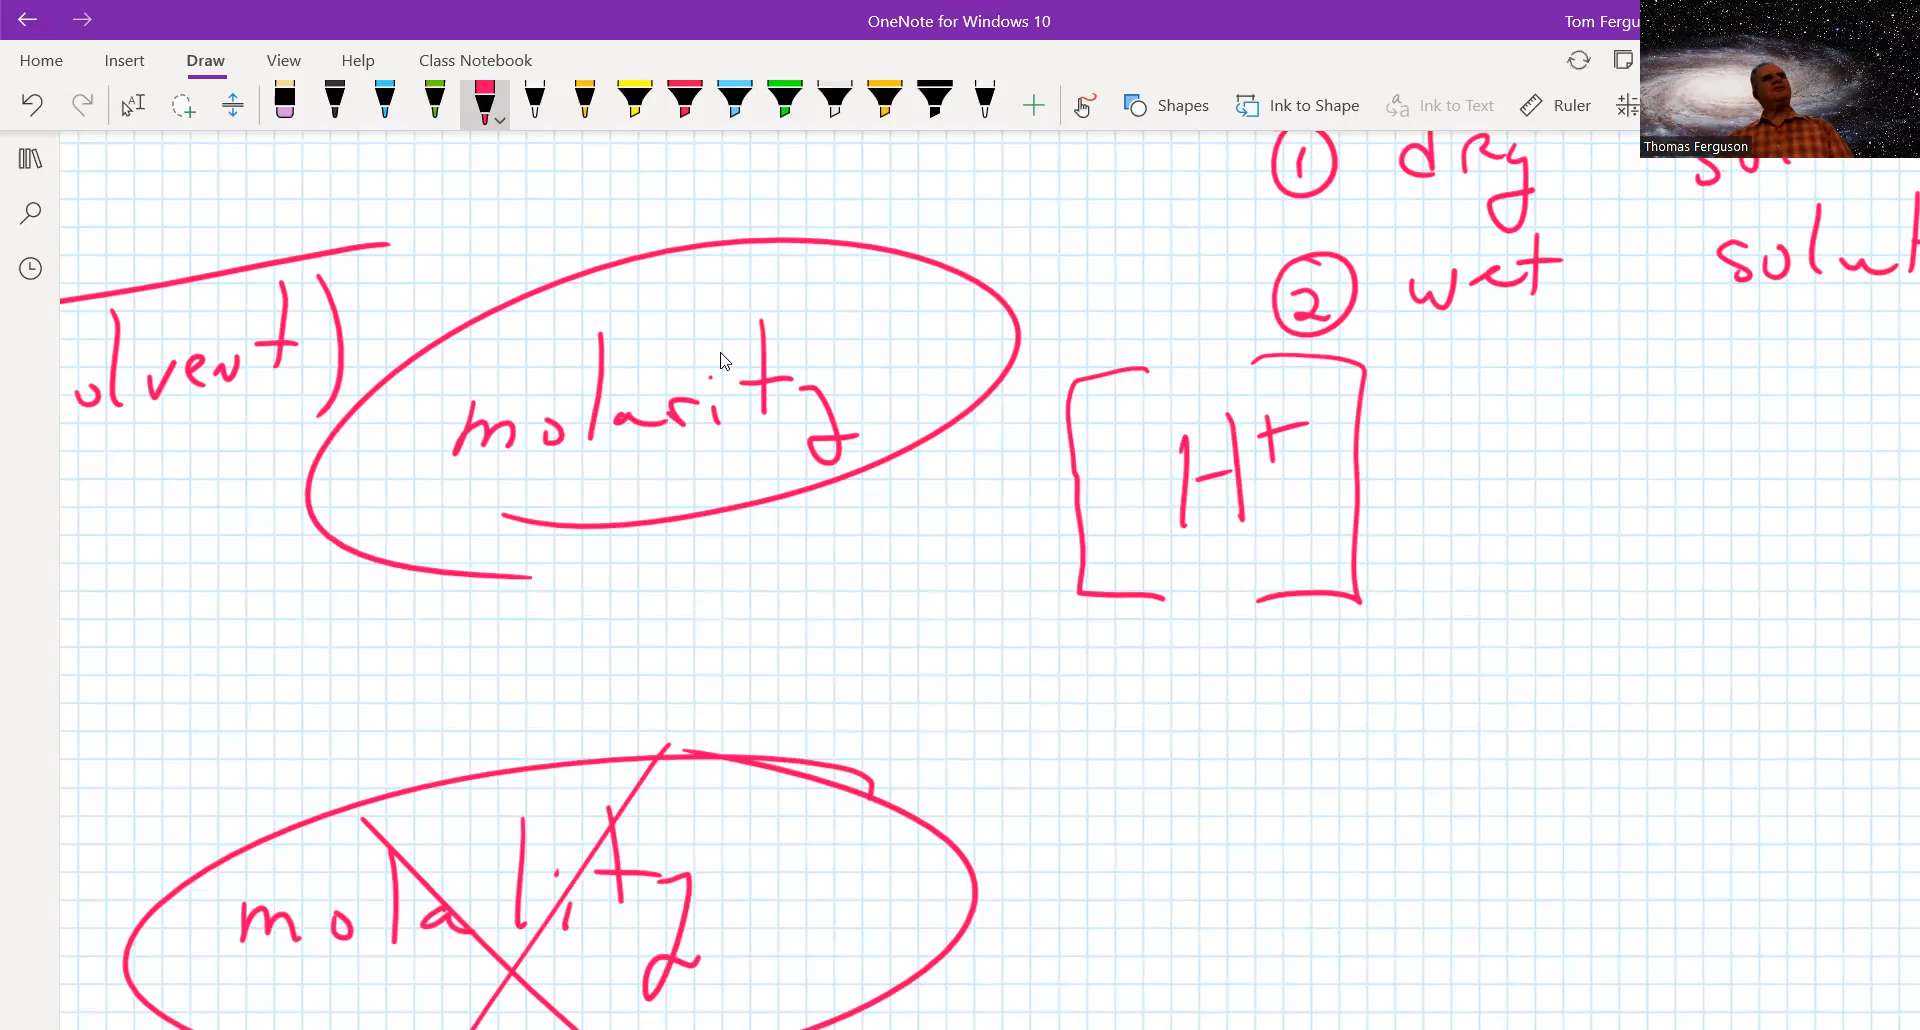 OneNote for Windows 10
Tom Fergu
Home Insert Draw View Help Class Notebook
Shapes Ink to Shape Ink to Text Ruler
Thomas Ferguson
① dry
② wet solut
olvent) molarity
[H+]
molality